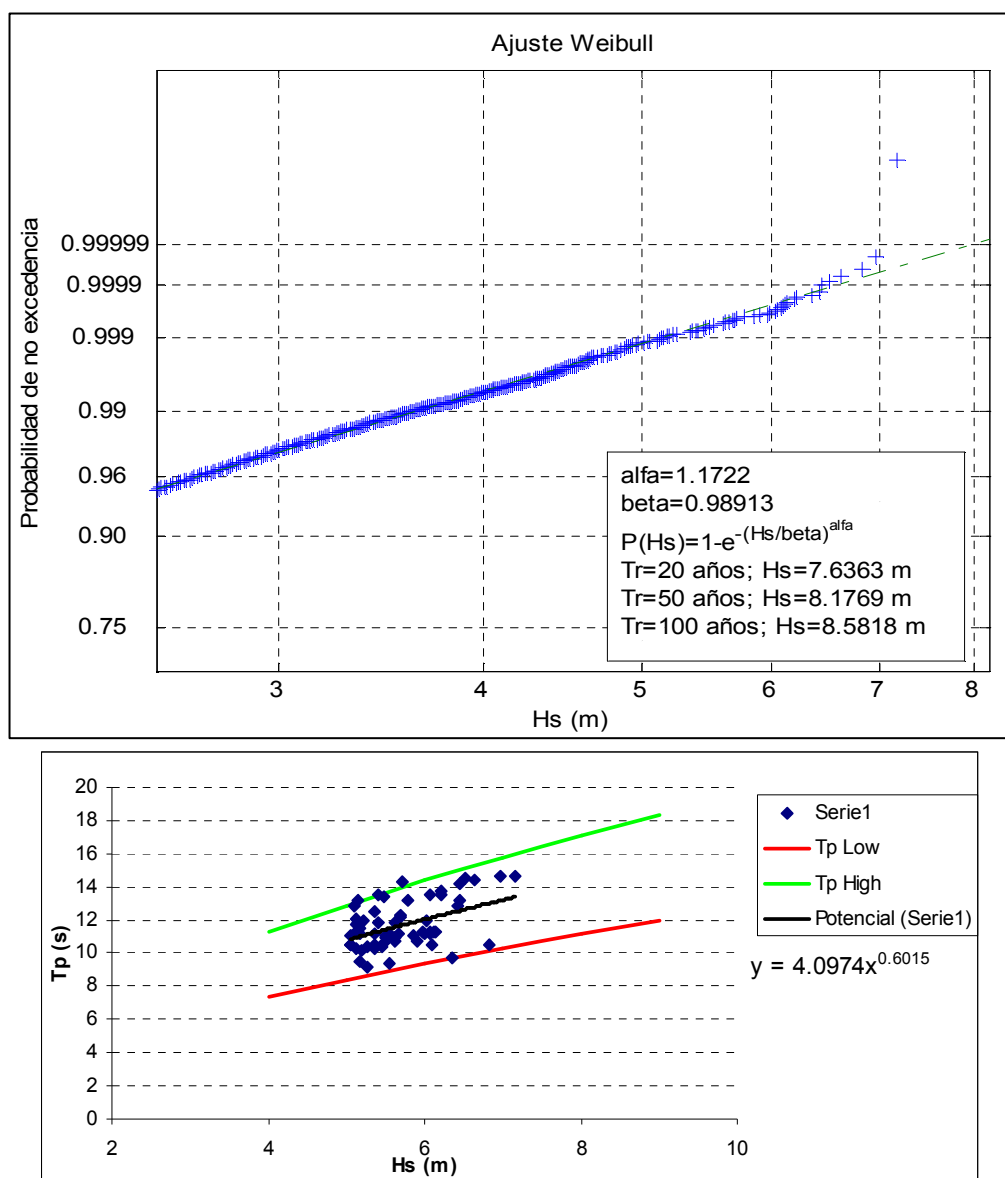 Ajuste Weibull
Probabilidad de no excedencia
0.99999
0.9999
0.999
0.99
0.96
0.90
0.75
alfa=1.1722
beta=0.98913
P(Hs)=1-e-(Hs/beta)alfa
Tr=20 años; Hs=7.6363 m
Tr=50 años; Hs=8.1769 m
Tr=100 años; Hs=8.5818 m
3 4 5 6 7 8
Hs (m)
Tp (s)
20
18
16
14
12
10
8
6
4
2
0
2 4 6 8 10
Hs (m)
Serie1
Tp Low
Tp High
Potencial (Serie1)
y = 4.0974x0.6015